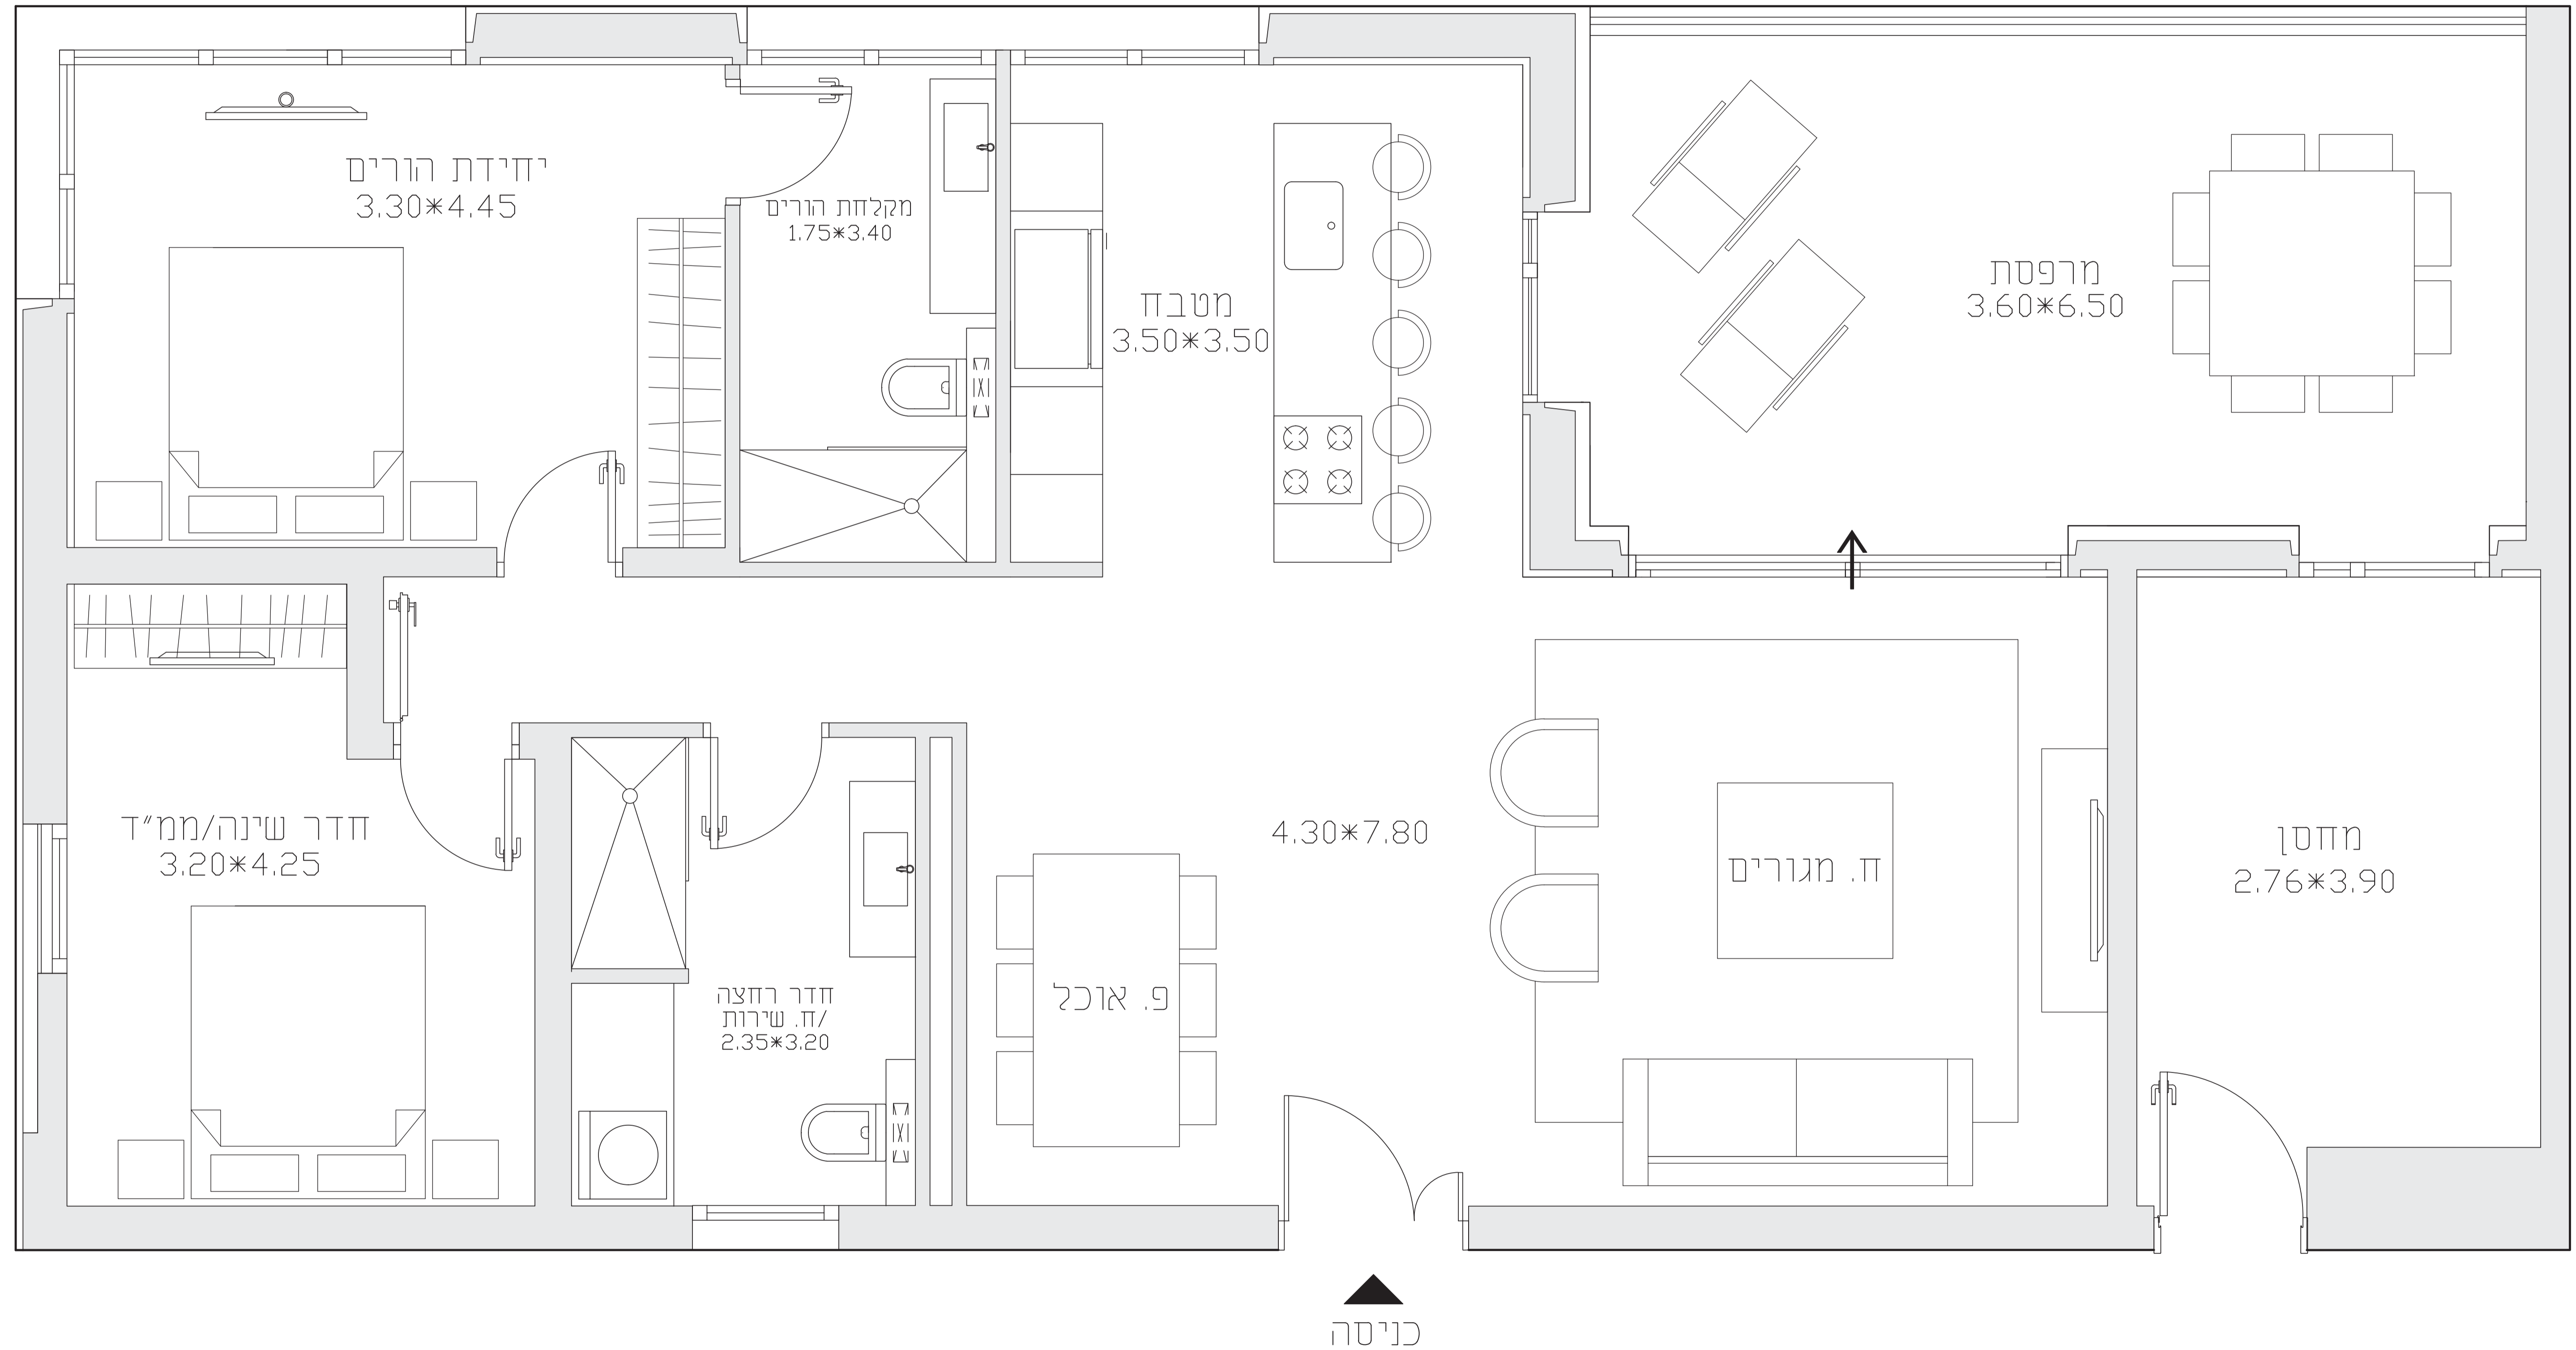 יחידת הורים
3.30*4.45
מקלחת הורים
1.75*3.40
מטבח
3.50*3.50
מרפסת
3.60*6.50
חדר שינה/ממ"ד
3.20*4.25
חדר רחצה
/ח. שירות
2.35*3.20
פ. אוכל
4.30*7.80
ח. מגורים
מחסן
2.76*3.90
כניסה